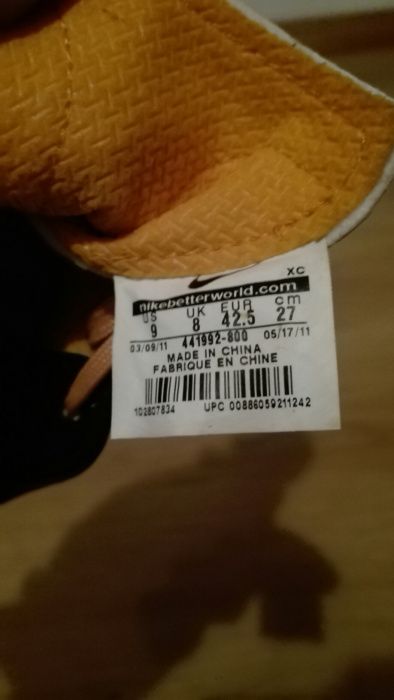 XC
nikebetterworld.com
US UK EUR cm
9 8 42.5 27
03/09/11 441992-800 05/17/11
MADE IN CHINA
FABRIQUE EN CHINE
102807834 UPC 00886059211242